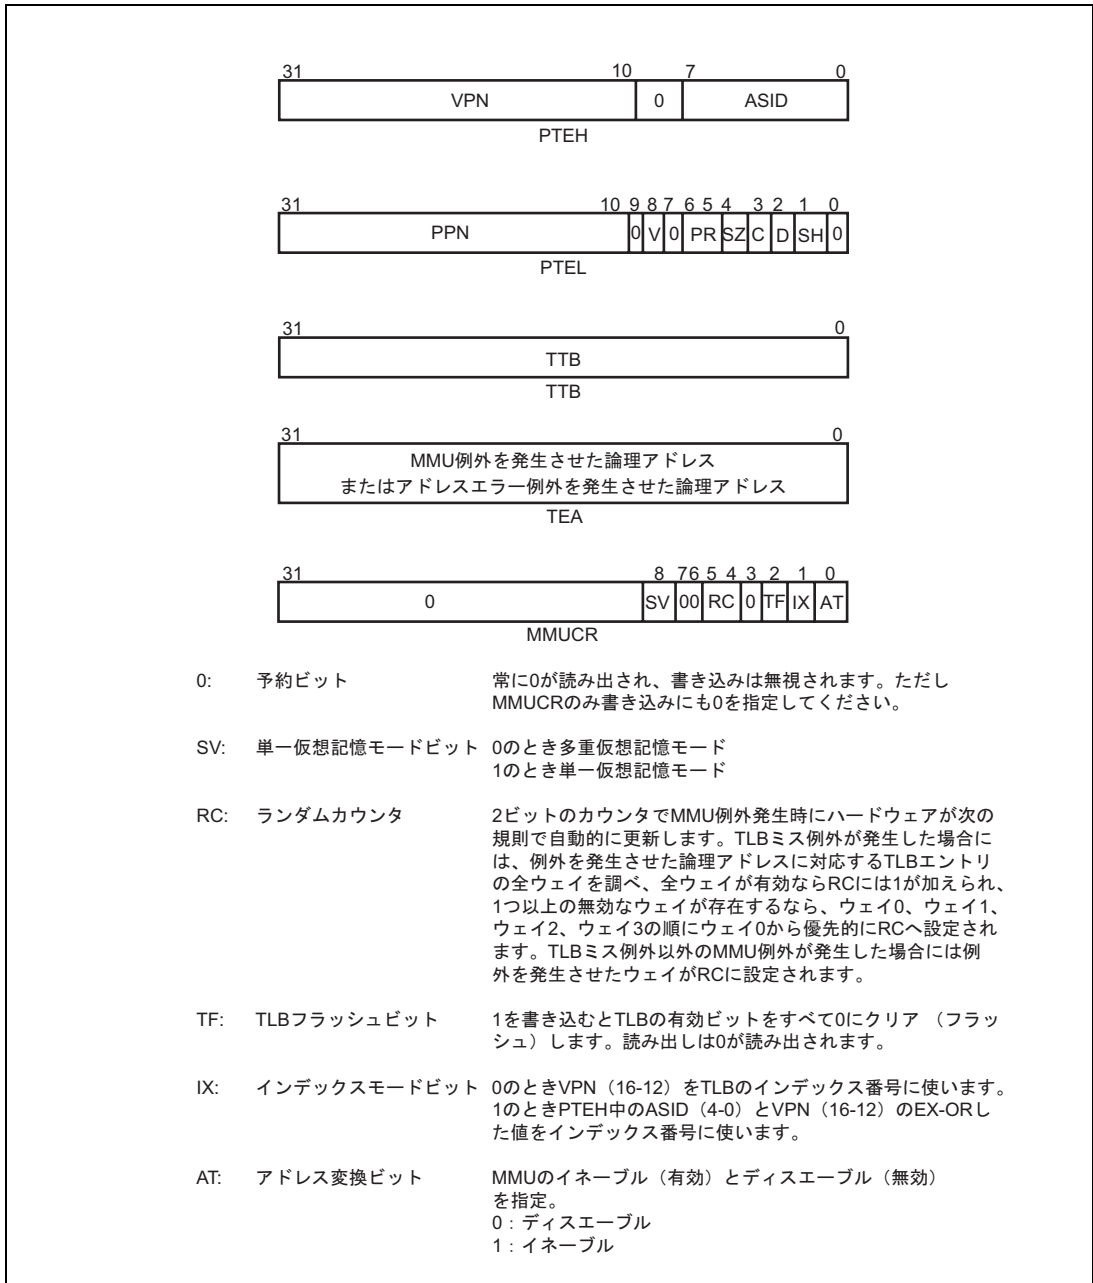 31 10 7 0
VPN 0 ASID
PTEH
31 10 9 8 7 6 5 4 3 2 1 0
PPN 0 V 0 PR SZ C D SH 0
PTEL
31 0
TTB
TTB
31 0
MMU例外を発生させた論理アドレス
またはアドレスエラー例外を発生させた論理アドレス
TEA
31 8 7 6 5 4 3 2 1 0
0 SV 00 RC 0 TF IX AT
MMUCR
0: 予約ビット 常に0が読み出され、書き込みは無視されます。ただし
MMUCRのみ書き込みにも0を指定してください。
SV: 単一仮想記憶モードビット 0のとき多重仮想記憶モード
1のとき単一仮想記憶モード
RC: ランダムカウンタ 2ビットのカウンタでMMU例外発生時にハードウェアが次の
規則で自動的に更新します。TLBミス例外が発生した場合に
は、例外を発生させた論理アドレスに対応するTLBエントリ
の全ウェイを調べ、全ウェイが有効ならRCには1が加えられ、
1つ以上の無効なウェイが存在するなら、ウェイ0、ウェイ1、
ウェイ2、ウェイ3の順にウェイ0から優先的にRCへ設定され
ます。TLBミス例外以外のMMU例外が発生した場合には例
外を発生させたウェイがRCに設定されます。
TF: TLBフラッシュビット 1を書き込むとTLBの有効ビットをすべて0にクリア （フラッ
シュ）します。読み出しは0が読み出されます。
IX: インデックスモードビット 0のときVPN（16-12）をTLBのインデックス番号に使います。
1のときPTEH中のASID（4-0）とVPN（16-12）のEX-ORし
た値をインデックス番号に使います。
AT: アドレス変換ビット MMUのイネーブル（有効）とディスエーブル（無効）
を指定。
0：ディスエーブル
1：イネーブル